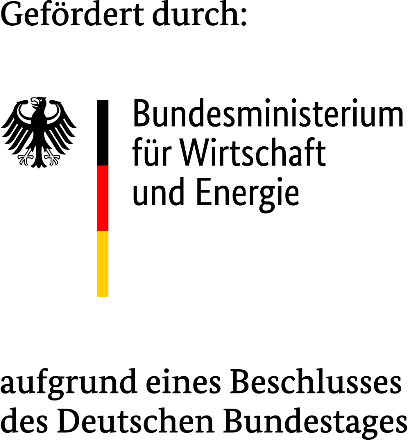 Gefördert durch:
Bundesministerium
für Wirtschaft
und Energie
aufgrund eines Beschlusses
des Deutschen Bundestages